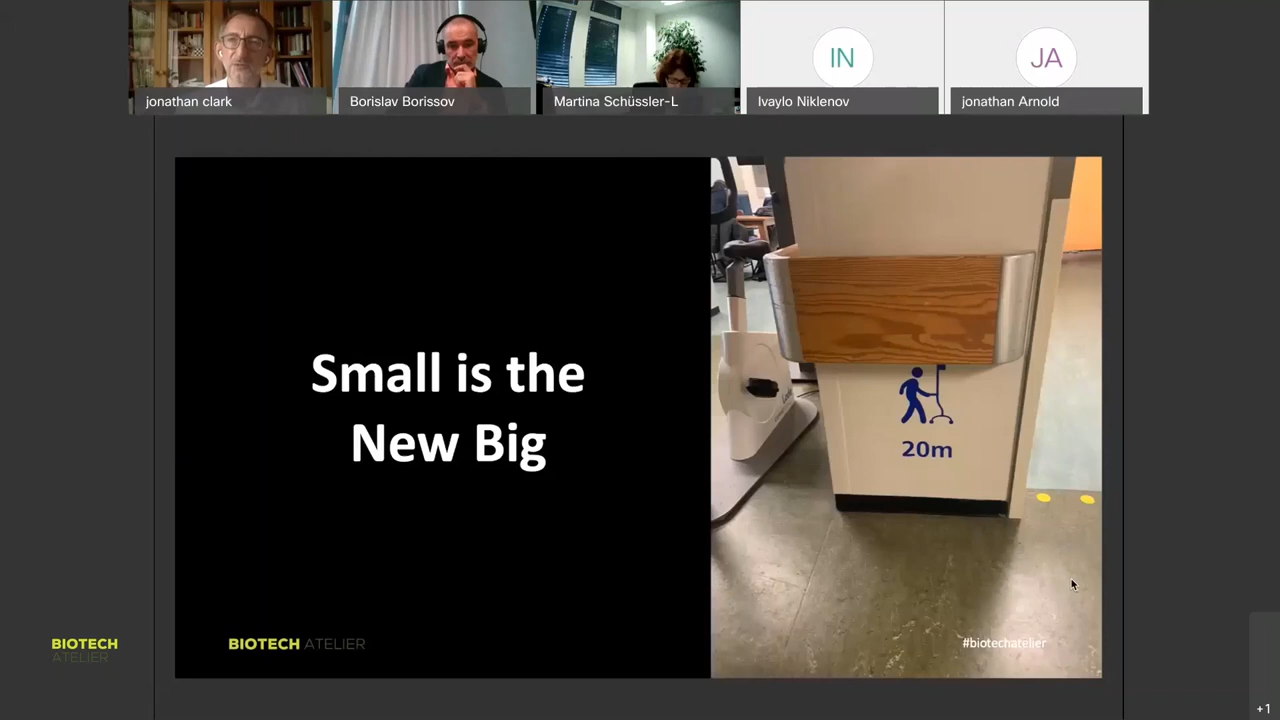 jonathan clark
Borislav Borissov
Martina Schüssler-L
IN
Ivaylo Niklenov
JA
jonathan Arnold
Small is the
New Big
20m
BIOTECH ATELIER
#biotechatelier
BIOTECH
ATELIER
+1